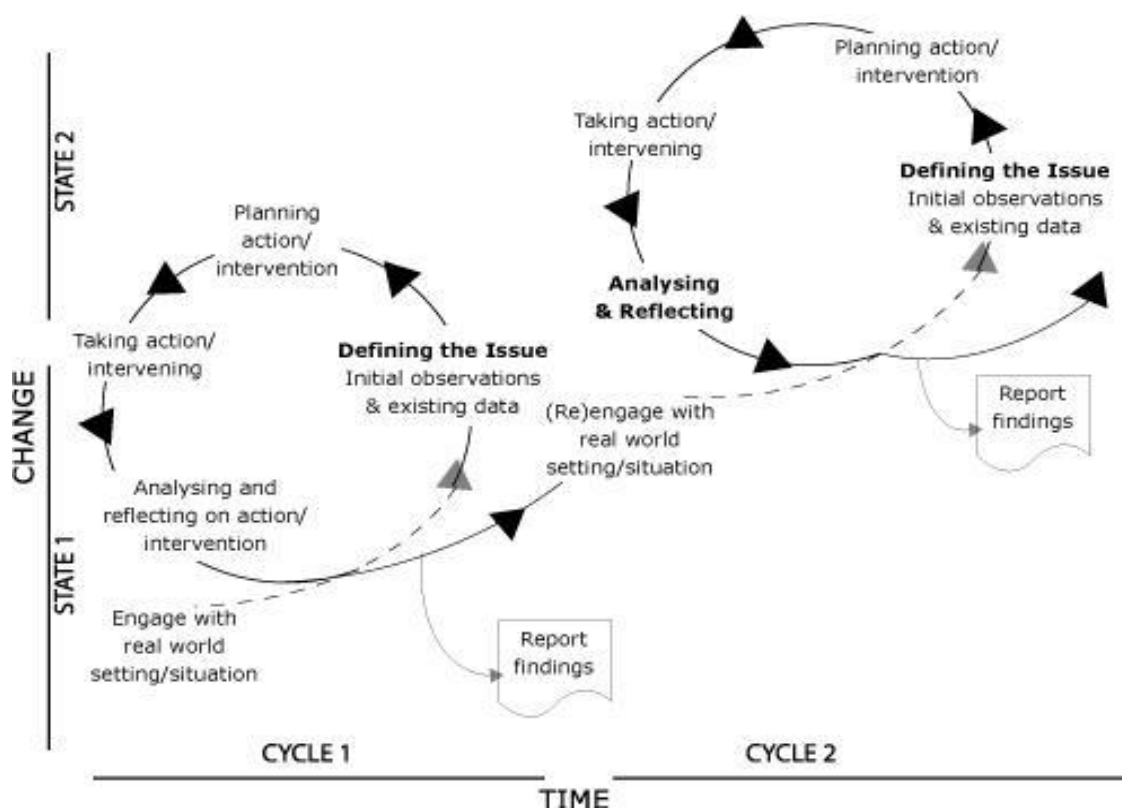 Planning action/
intervention
Taking action/
intervening
Defining the Issue
Initial observations
& existing data
Analysing
& Reflecting
(Re)engage with
real world
setting/situation
Report
findings
Planning
action/
intervention
Taking action/
intervening
Defining the Issue
Initial observations
& existing data
Analysing and
reflecting on action/
intervention
Engage with
real world
setting/situation
Report
findings
STATE 2
CHANGE
STATE 1
CYCLE 1
CYCLE 2
TIME